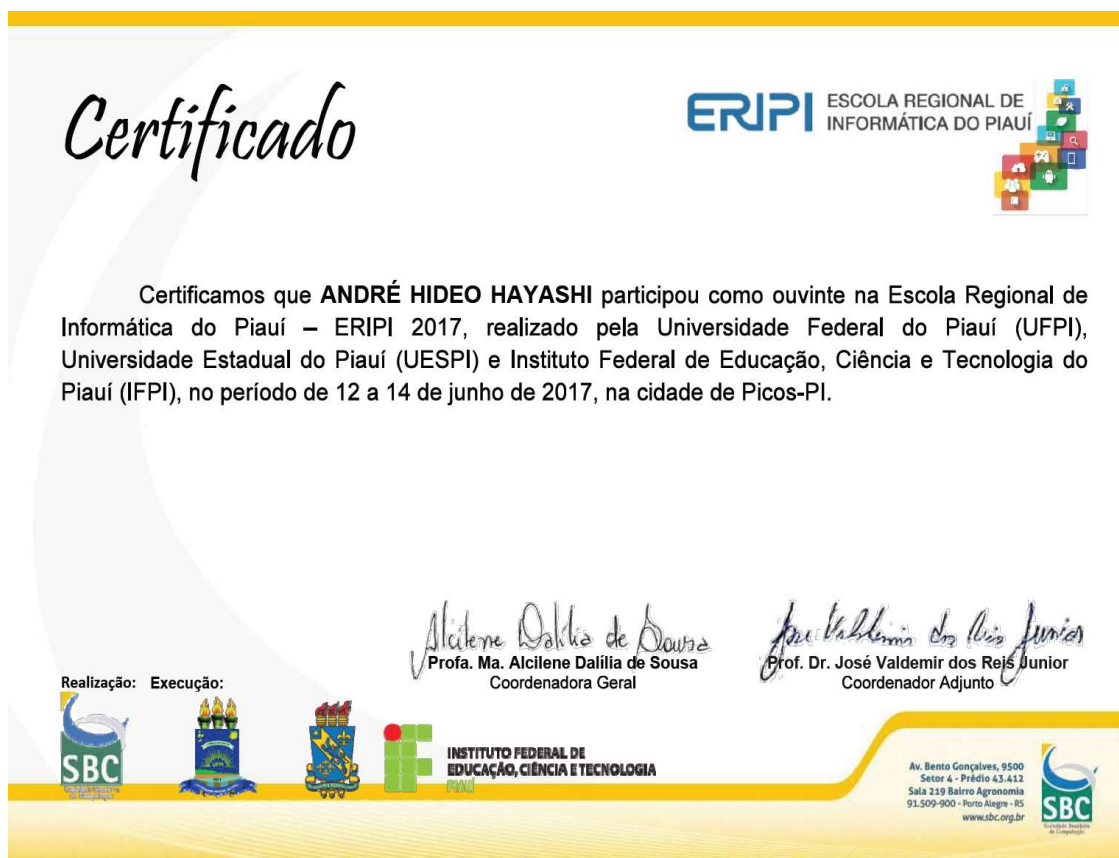 Certificado
ERIPI
ESCOLA REGIONAL DE
INFORMÁTICA DO PIAUÍ
Certificamos que ANDRÉ HIDEO HAYASHI participou como ouvinte na Escola Regional de
Informática do Piauí – ERIPI 2017, realizado pela Universidade Federal do Piauí (UFPI),
Universidade Estadual do Piauí (UESPI) e Instituto Federal de Educação, Ciência e Tecnologia do
Piauí (IFPI), no período de 12 a 14 de junho de 2017, na cidade de Picos-PI.
Alcilene Dalília de Sousa
Profa. Ma. Alcilene Dalília de Sousa
Coordenadora Geral
José Valdemir dos Reis Junior
Prof. Dr. José Valdemir dos Reis Junior
Coordenador Adjunto
Realização: Execução:
SBC
INSTITUTO FEDERAL DE
EDUCAÇÃO, CIÊNCIA E TECNOLOGIA
PIAUÍ
Av. Bento Gonçalves, 9500
Setor 4 - Prédio 43.412
Sala 219 Bairro Agronomia
91.509-900 - Porto Alegre - RS
www.sbc.org.br
SBC
Sociedade Brasileira
de Computação